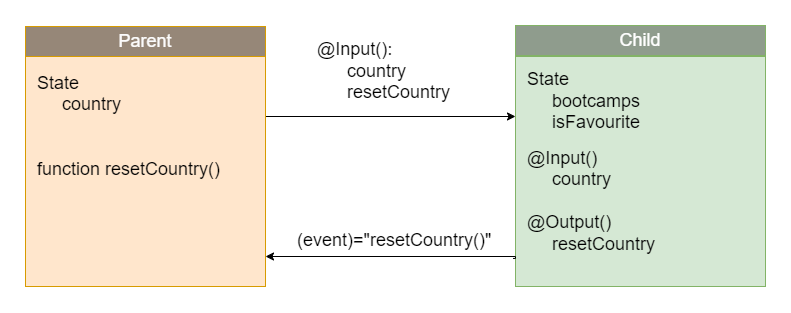 Parent
State
country
function resetCountry()
@Input():
country
resetCountry
(event)="resetCountry()"
Child
State
bootcamps
isFavourite
@Input()
country
@Output()
resetCountry